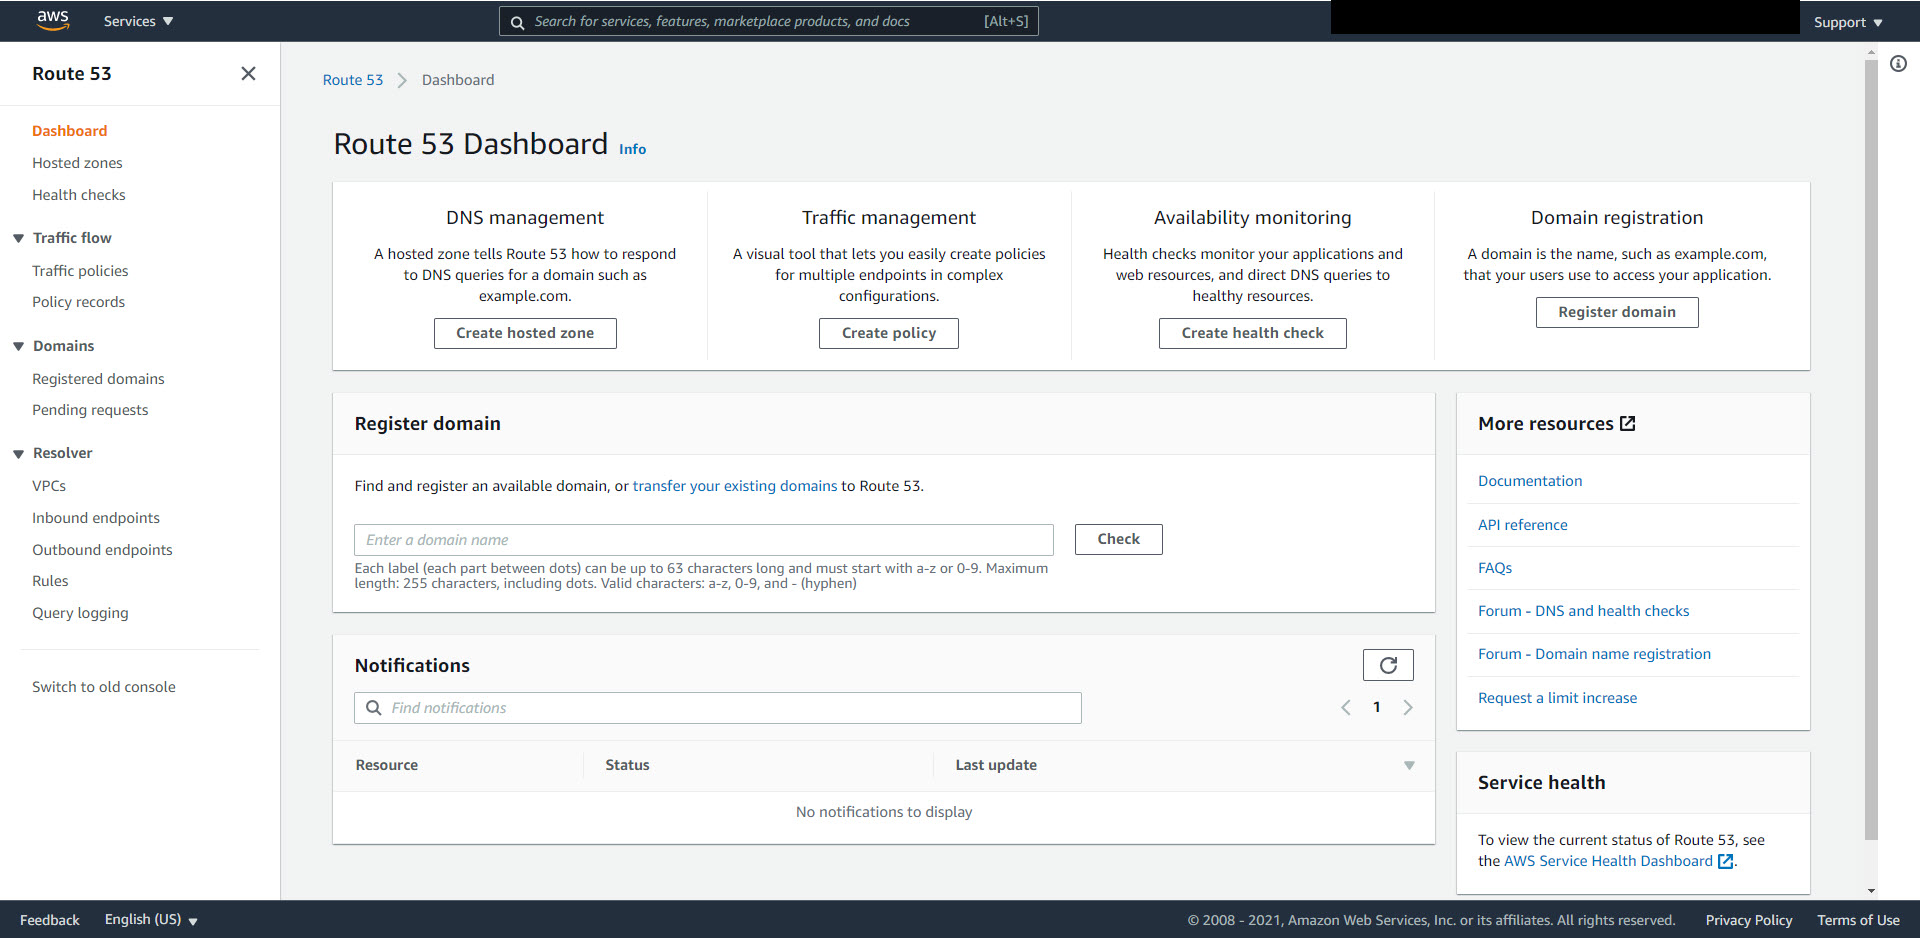 aws
Services
Search for services, features, marketplace products, and docs [Alt+S]
Support
Route 53
Dashboard
Hosted zones
Health checks
Traffic flow
Traffic policies
Policy records
Domains
Registered domains
Pending requests
Resolver
VPCs
Inbound endpoints
Outbound endpoints
Rules
Query logging
Switch to old console
Route 53 Dashboard
Route 53 Dashboard Info
DNS management
A hosted zone tells Route 53 how to respond
to DNS queries for a domain such as
example.com.
Create hosted zone
Traffic management
A visual tool that lets you easily create policies
for multiple endpoints in complex
configurations.
Create policy
Availability monitoring
Health checks monitor your applications and
web resources, and direct DNS queries to
healthy resources.
Create health check
Domain registration
A domain is the name, such as example.com,
that your users use to access your application.
Register domain
Register domain
Find and register an available domain, or transfer your existing domains to Route 53.
Enter a domain name
Check
Each label (each part between dots) can be up to 63 characters long and must start with a-z or 0-9. Maximum
length: 255 characters, including dots. Valid characters: a-z, 0-9, and - (hyphen)
Notifications
Find notifications
1
Resource Status Last update
No notifications to display
More resources
Documentation
API reference
FAQs
Forum - DNS and health checks
Forum - Domain name registration
Request a limit increase
Service health
To view the current status of Route 53, see
the AWS Service Health Dashboard.
Feedback
English (US)
© 2008 - 2021, Amazon Web Services, Inc. or its affiliates. All rights reserved.
Privacy Policy
Terms of Use